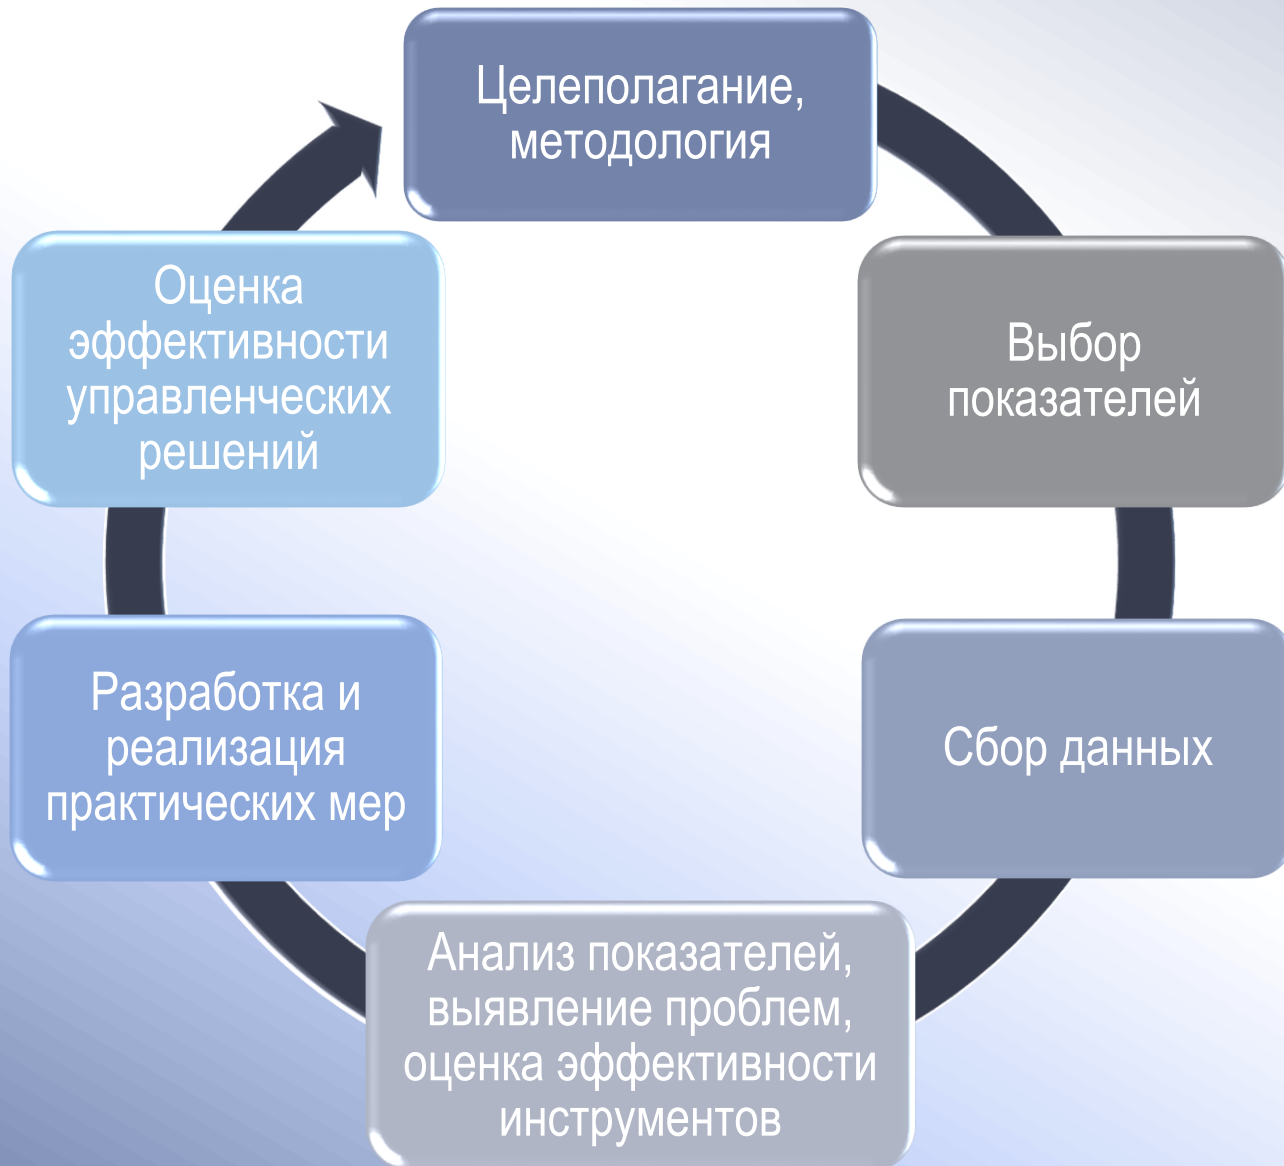 Целеполагание,
методология
Выбор
показателей
Сбор данных
Анализ показателей,
выявление проблем,
оценка эффективности
инструментов
Разработка и
реализация
практических мер
Оценка
эффективности
управленческих
решений